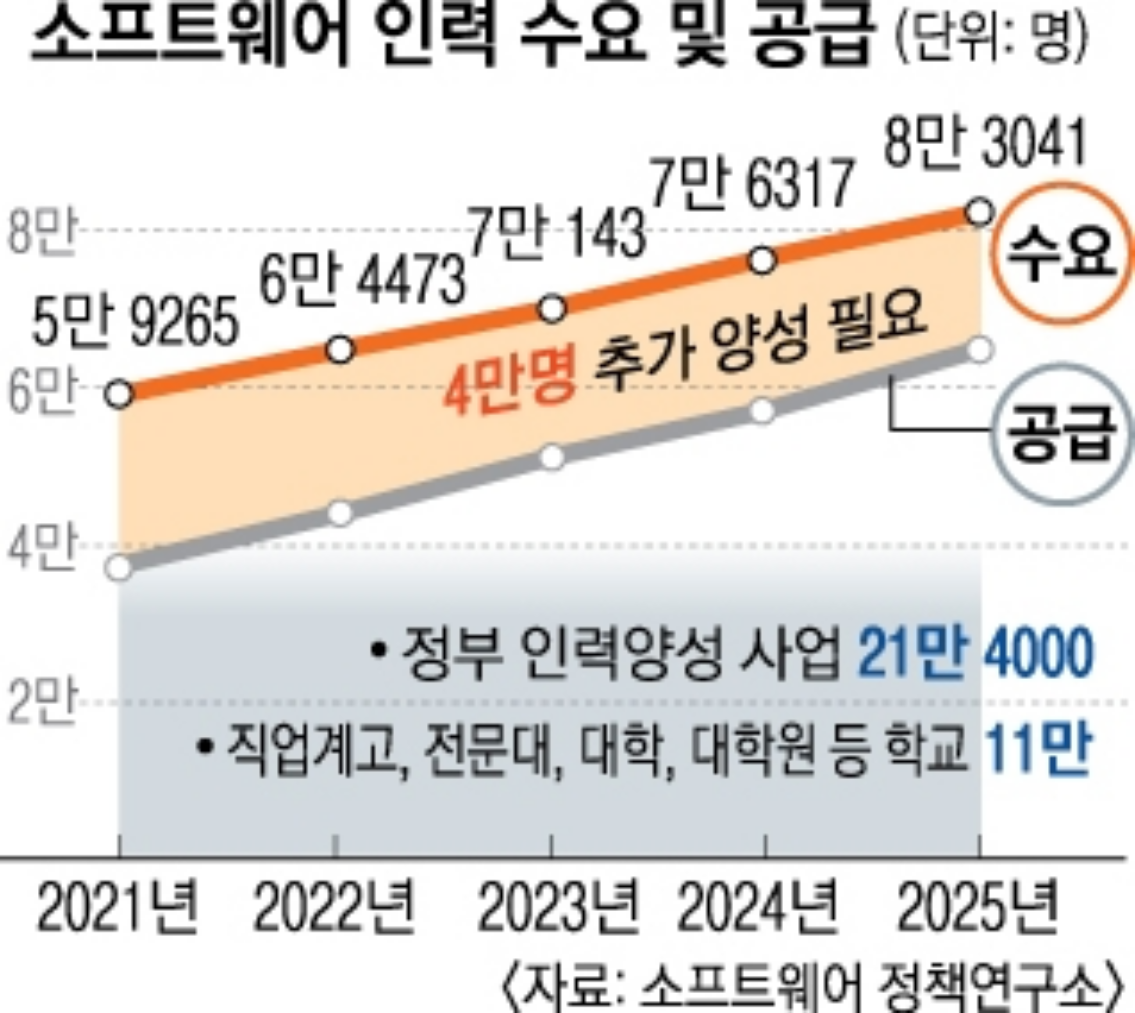 소프트웨어 인력 수요 및 공급 (단위: 명)
8만 3041
7만 6317
7만 143
6만 4473
5만 9265
8만
6만
4만
2만
수요
4만명 추가 양성 필요
공급
• 정부 인력양성 사업 21만 4000
• 직업계고, 전문대, 대학, 대학원 등 학교 11만
2021년 2022년 2023년 2024년 2025년
〈자료: 소프트웨어 정책연구소〉